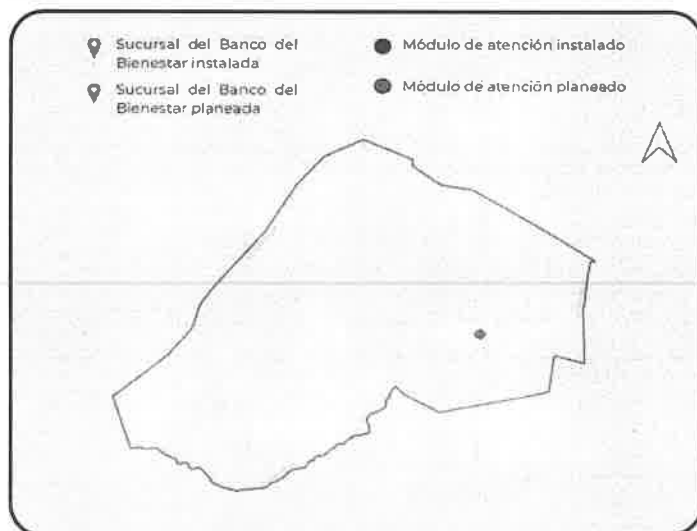 Sucursal del Banco del
Bienestar instalada
Sucursal del Banco del
Bienestar planeada
Módulo de atención instalado
Módulo de atención planeado